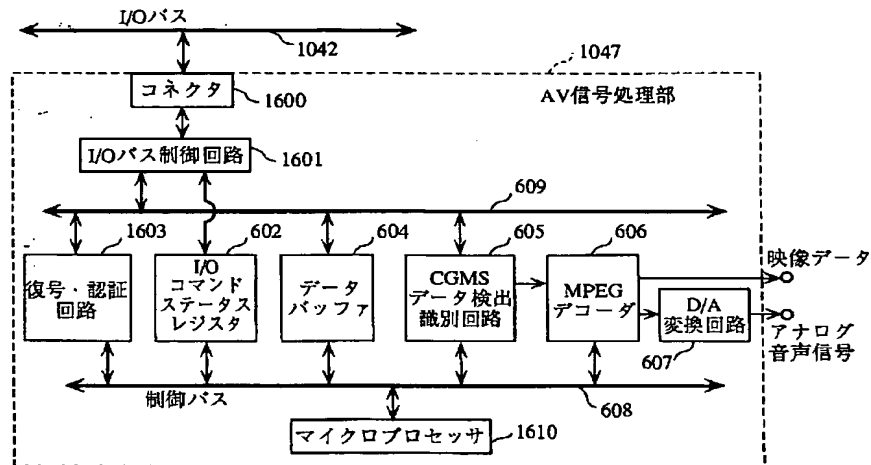 I/Oバス
1042
1047
コネクタ
1600
AV信号処理部
I/Oバス制御回路
1601
609
1603
602
604
605
606
復号・認証
回路
I/O
コマンド
ステータス
レジスタ
データ
バッファ
CGMS
データ検出
識別回路
MPEG
デコーダ
D/A
変換回路
607
映像データ
アナログ
音声信号
制御バス
608
マイクロプロセッサ
1610